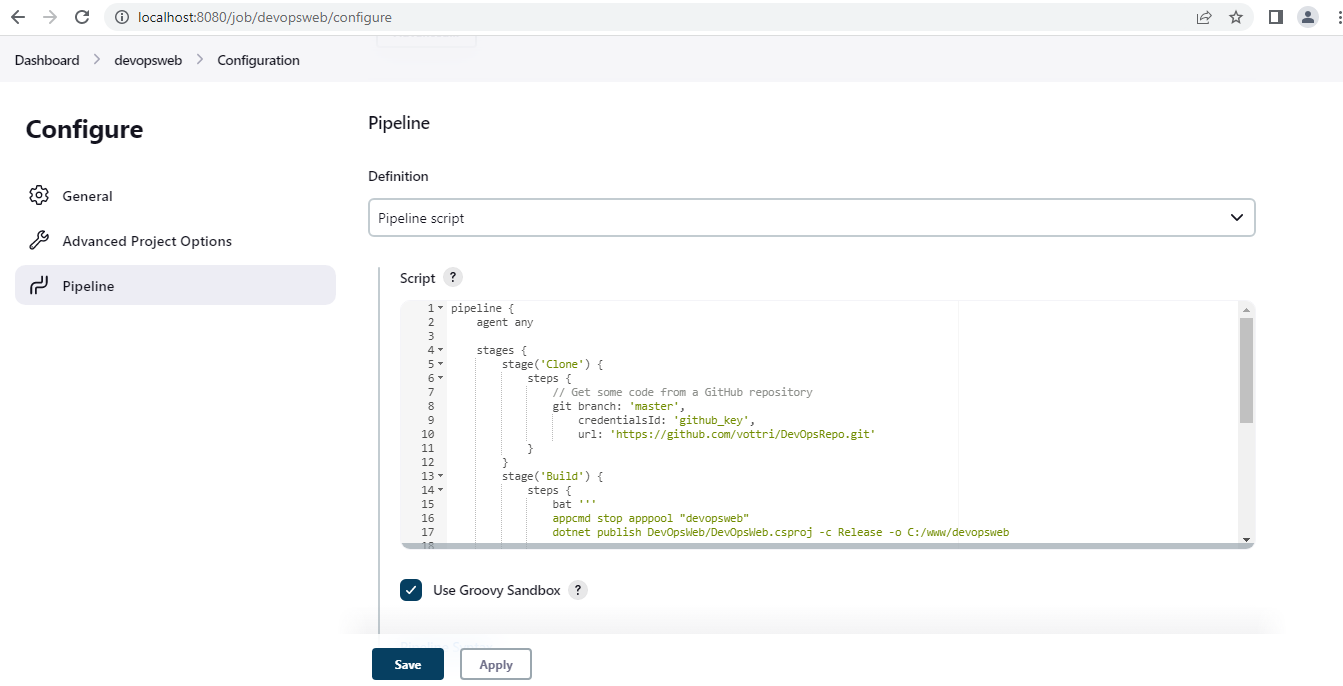 localhost:8080/job/devopsweb/configure
Dashboard > devopsweb > Configuration
Configure
General
Advanced Project Options
Pipeline
Pipeline
Definition
Pipeline script
Script ?
1 pipeline {
2 agent any
3
4 stages {
5 stage('Clone') {
6 steps {
7 // Get some code from a GitHub repository
8 git branch: 'master',
9 credentialsId: 'github_key',
10 url: 'https://github.com/vottri/DevOpsRepo.git'
11 }
12 }
13 stage('Build') {
14 steps {
15 bat '''
16 appcmd stop apppool "devopsweb"
17 dotnet publish DevOpsWeb/DevOpsWeb.csproj -c Release -o C:/www/devopsweb
18
Use Groovy Sandbox ?
Save
Apply